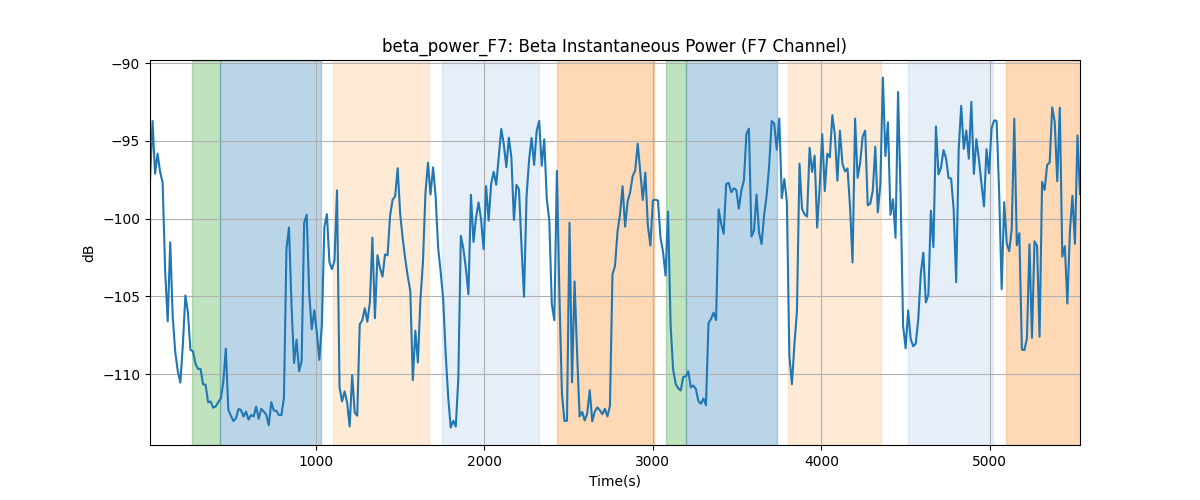 beta_power_F7: Beta Instantaneous Power (F7 Channel)
−90
−95
−100
−105
−110
dB
1000 2000 3000 4000 5000
Time(s)